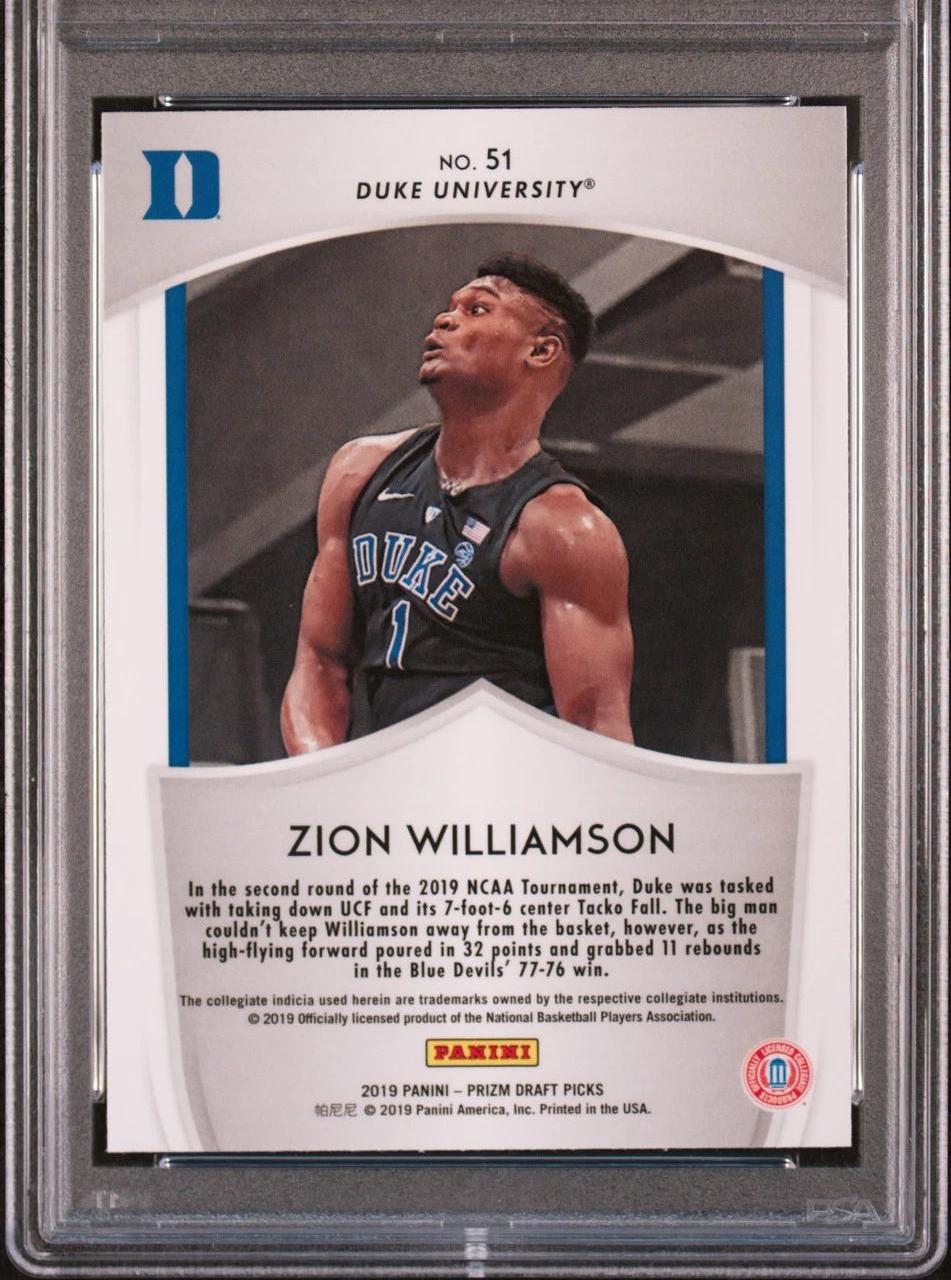 NO. 51
DUKE UNIVERSITY®
DUKE
1
ZION WILLIAMSON
In the second round of the 2019 NCAA Tournament, Duke was tasked
with taking down UCF and its 7-foot-6 center Tacko Fall. The big man
couldn't keep Williamson away from the basket, however, as the
high-flying forward poured in 32 points and grabbed 11 rebounds
in the Blue Devils' 77-76 win.
The collegiate indicia used herein are trademarks owned by the respective collegiate institutions.
© 2019 Officially licensed product of the National Basketball Players Association.
PANINI
OFFICIALLY LICENSED COLLEGIATE PRODUCTS
2019 PANINI – PRIZM DRAFT PICKS
帕尼尼 © 2019 Panini America, Inc. Printed in the USA.
PSA